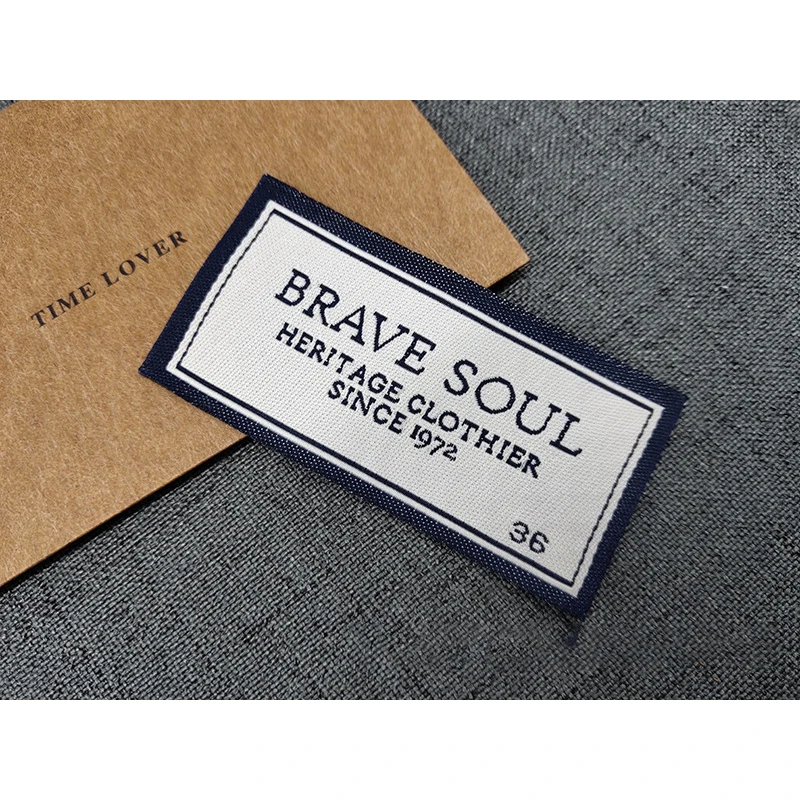 TIME LOVER
BRAVE SOUL
HERITAGE CLOTHIER
SINCE 1972
36